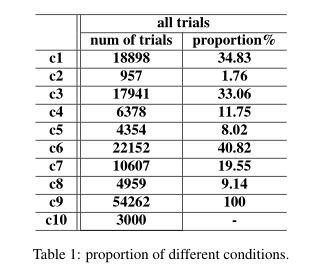 all trials
num of trials proportion%
c1 18898 34.83
c2 957 1.76
c3 17941 33.06
c4 6378 11.75
c5 4354 8.02
c6 22152 40.82
c7 10607 19.55
c8 4959 9.14
c9 54262 100
c10 3000 -
Table 1: proportion of different conditions.